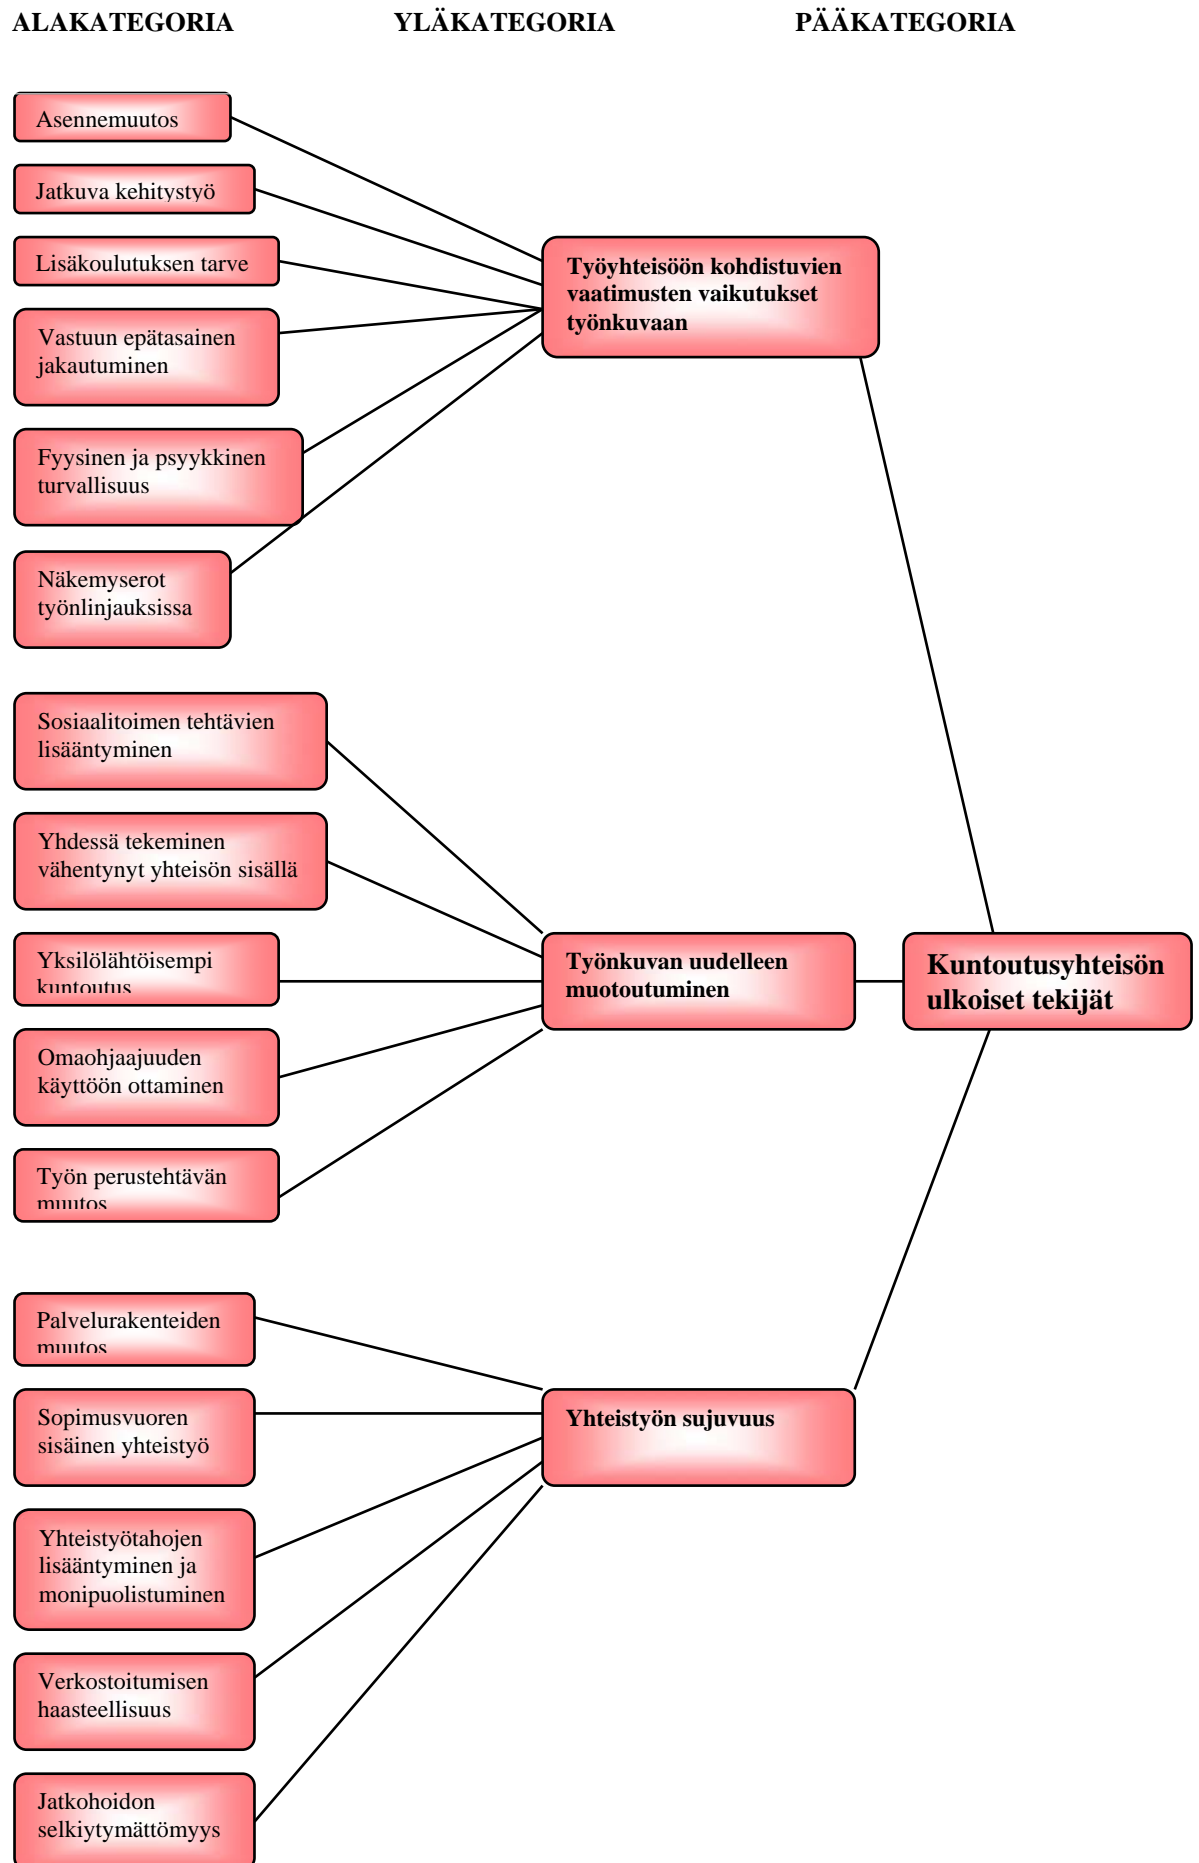 ALAKATEGORIA YLÄKATEGORIA PÄÄKATEGORIA
Asennemuutos
Jatkuva kehitystyö
Lisäkoulutuksen tarve
Vastuun epätasainen
jakautuminen
Fyysinen ja psyykkinen
turvallisuus
Näkemyserot
työnlinjauksissa
Työyhteisöön kohdistuvien
vaatimusten vaikutukset
työnkuvaan
Sosiaalitoimen tehtävien
lisääntyminen
Yhdessä tekeminen
vähentynyt yhteisön sisällä
Yksilölähtöisempi
kuntoutus
Omaohjaajuuden
käyttöön ottaminen
Työn perustehtävän
muutos
Työnkuvan uudelleen
muotoutuminen
Kuntoutusyhteisön
ulkoiset tekijät
Palvelurakenteiden
muutos
Sopimusvuoren
sisäinen yhteistyö
Yhteistyötahojen
lisääntyminen ja
monipuolistuminen
Verkostoitumisen
haasteellisuus
Jatkohoidon
selkiytymättömyys
Yhteistyön sujuvuus